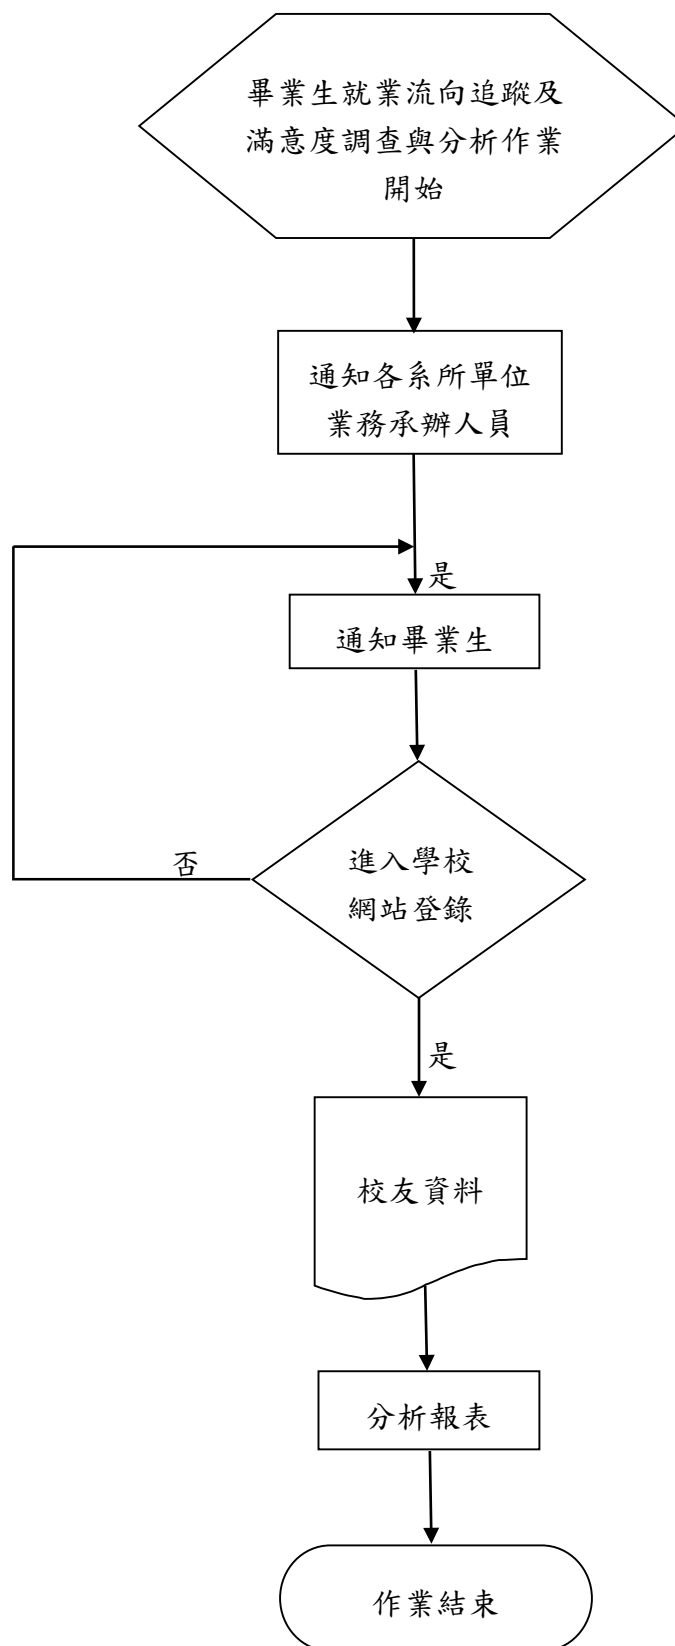 畢業生就業流向追蹤及
滿意度調查與分析作業
開始
通知各系所單位
業務承辦人員
是
通知畢業生
否
進入學校
網站登錄
是
校友資料
分析報表
作業結束